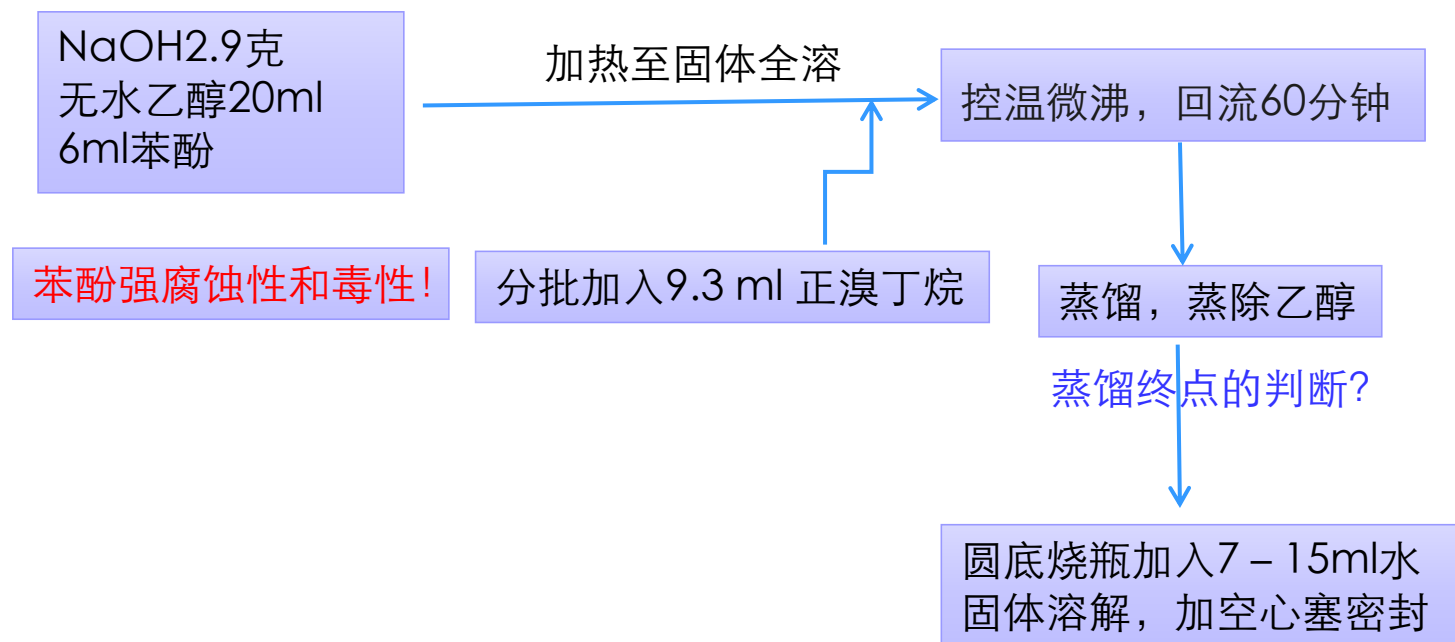 NaOH2.9克
无水乙醇20ml
6ml苯酚
加热至固体全溶
控温微沸，回流60分钟
苯酚强腐蚀性和毒性！
分批加入9.3 ml 正溴丁烷
蒸馏，蒸除乙醇
蒸馏终点的判断？
圆底烧瓶加入7 – 15ml水
固体溶解，加空心塞密封